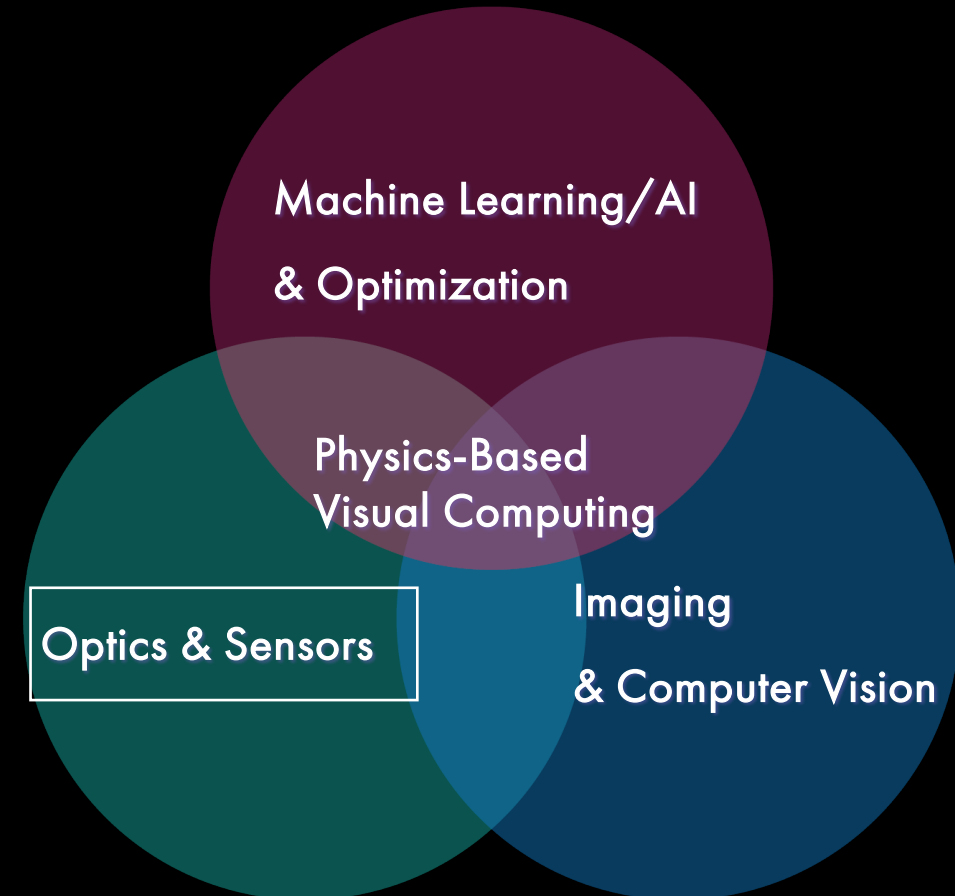 Machine Learning/AI
& Optimization
Physics-Based
Visual Computing
Imaging
& Computer Vision
Optics & Sensors